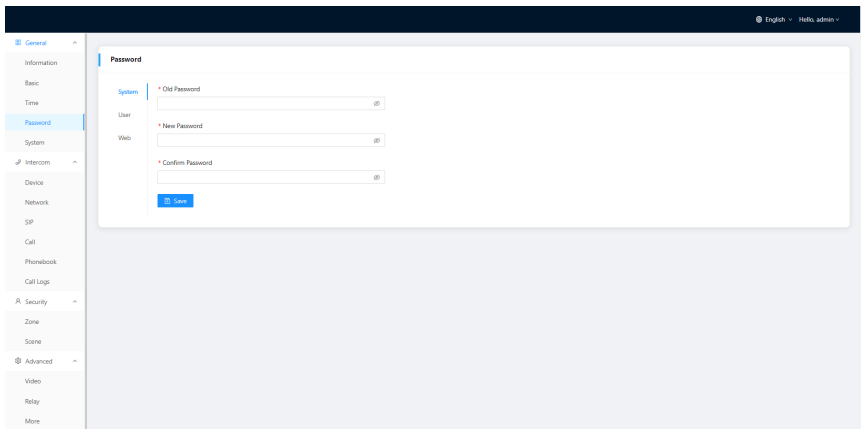 English Hello, admin
General
Information
Basic
Time
Password
System
Intercom
Device
Network
SIP
Call
Phonebook
Call Logs
Security
Zone
Scene
Advanced
Video
Relay
More
Password
System
User
Web
* Old Password
* New Password
* Confirm Password
Save